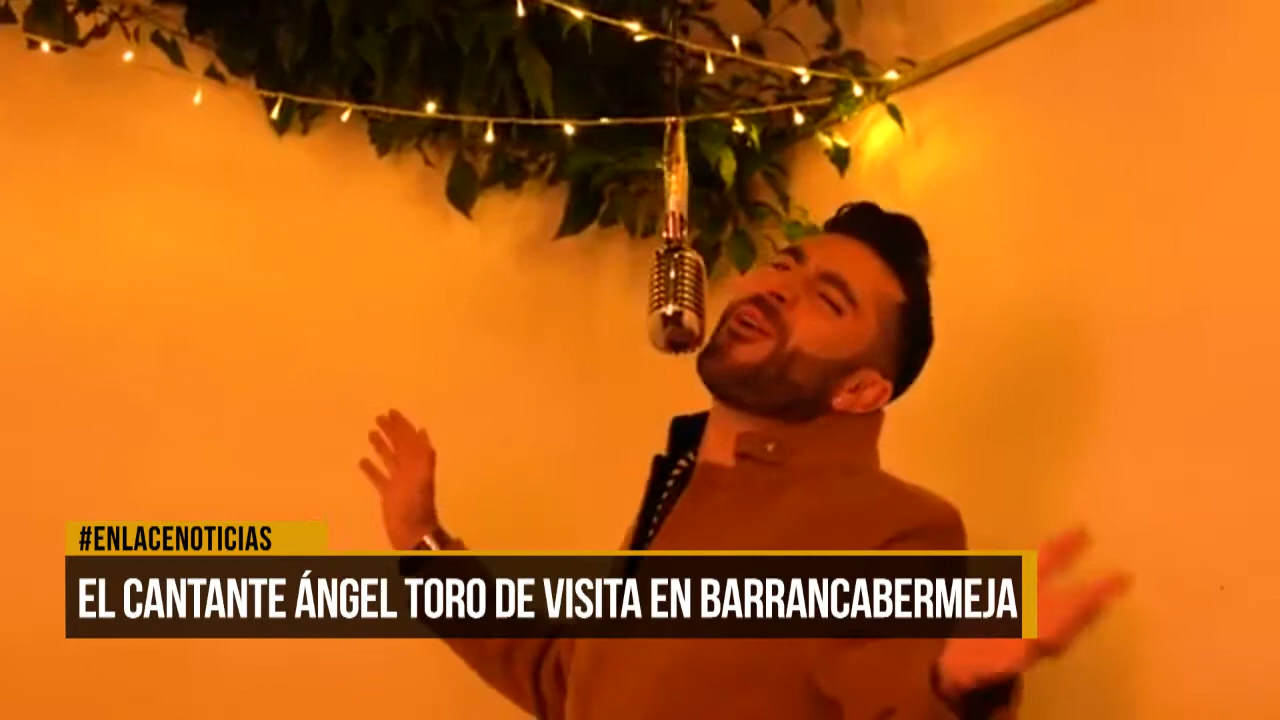 #ENLACENOTICIAS
EL CANTANTE ÁNGEL TORO DE VISITA EN BARRANCABERMEJA